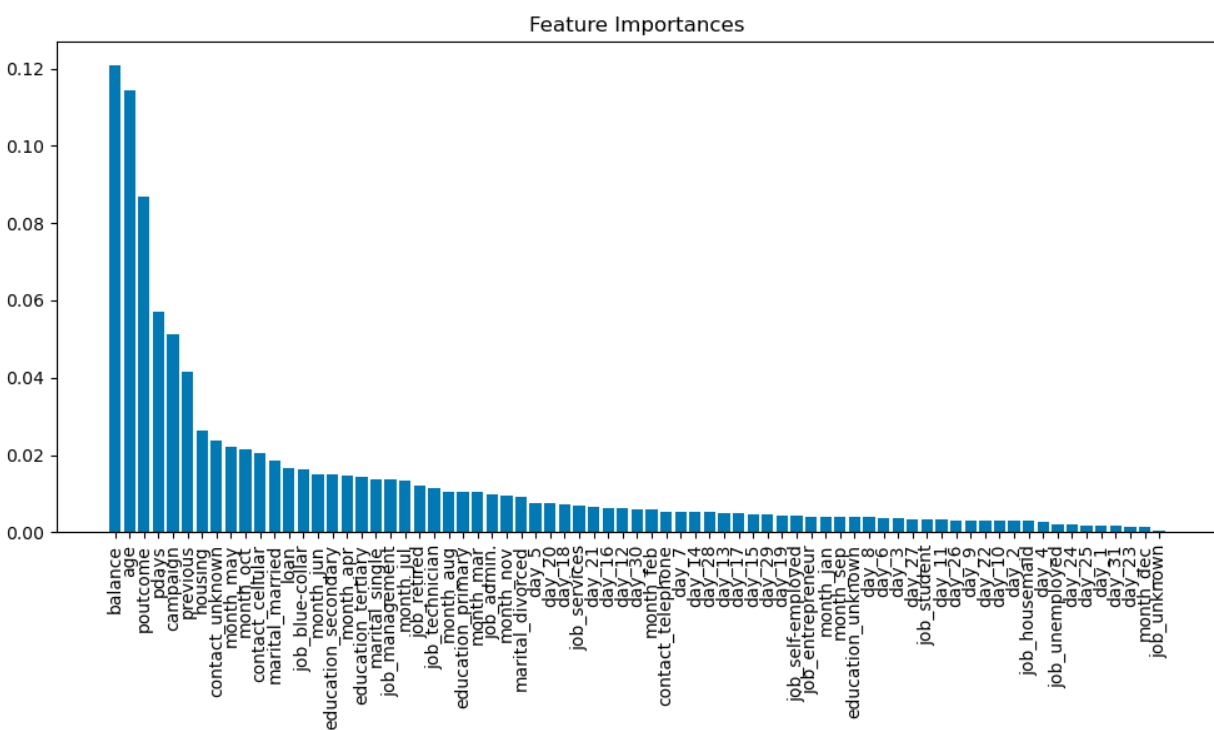 Feature Importances
0.12
0.10
0.08
0.06
0.04
0.02
0.00
balance
age
poutcome
pdays
campaign
previous
housing
contact_unknown
month_may
month_oct
contact_cellular
marital_married
loan
job_blue-collar
month_jun
education_secondary
month_apr
education_tertiary
marital_single
job_management
month_jul
job_retired
job_technician
month_aug
education_primary
month_mar
job_admin.
month_nov
marital_divorced
day_5
day_20
day_18
job_services
day_21
day_16
day_12
day_30
month_feb
contact_telephone
day_7
day_14
day_28
day_13
day_17
day_15
day_29
day_19
job_self-employed
job_entrepreneur
month_jan
month_sep
education_unknown
day_8
day_6
day_3
day_27
job_student
day_11
day_26
day_9
day_22
day_10
day_2
job_housemaid
day_4
job_unemployed
day_24
day_25
day_1
day_31
day_23
month_dec
job_unknown